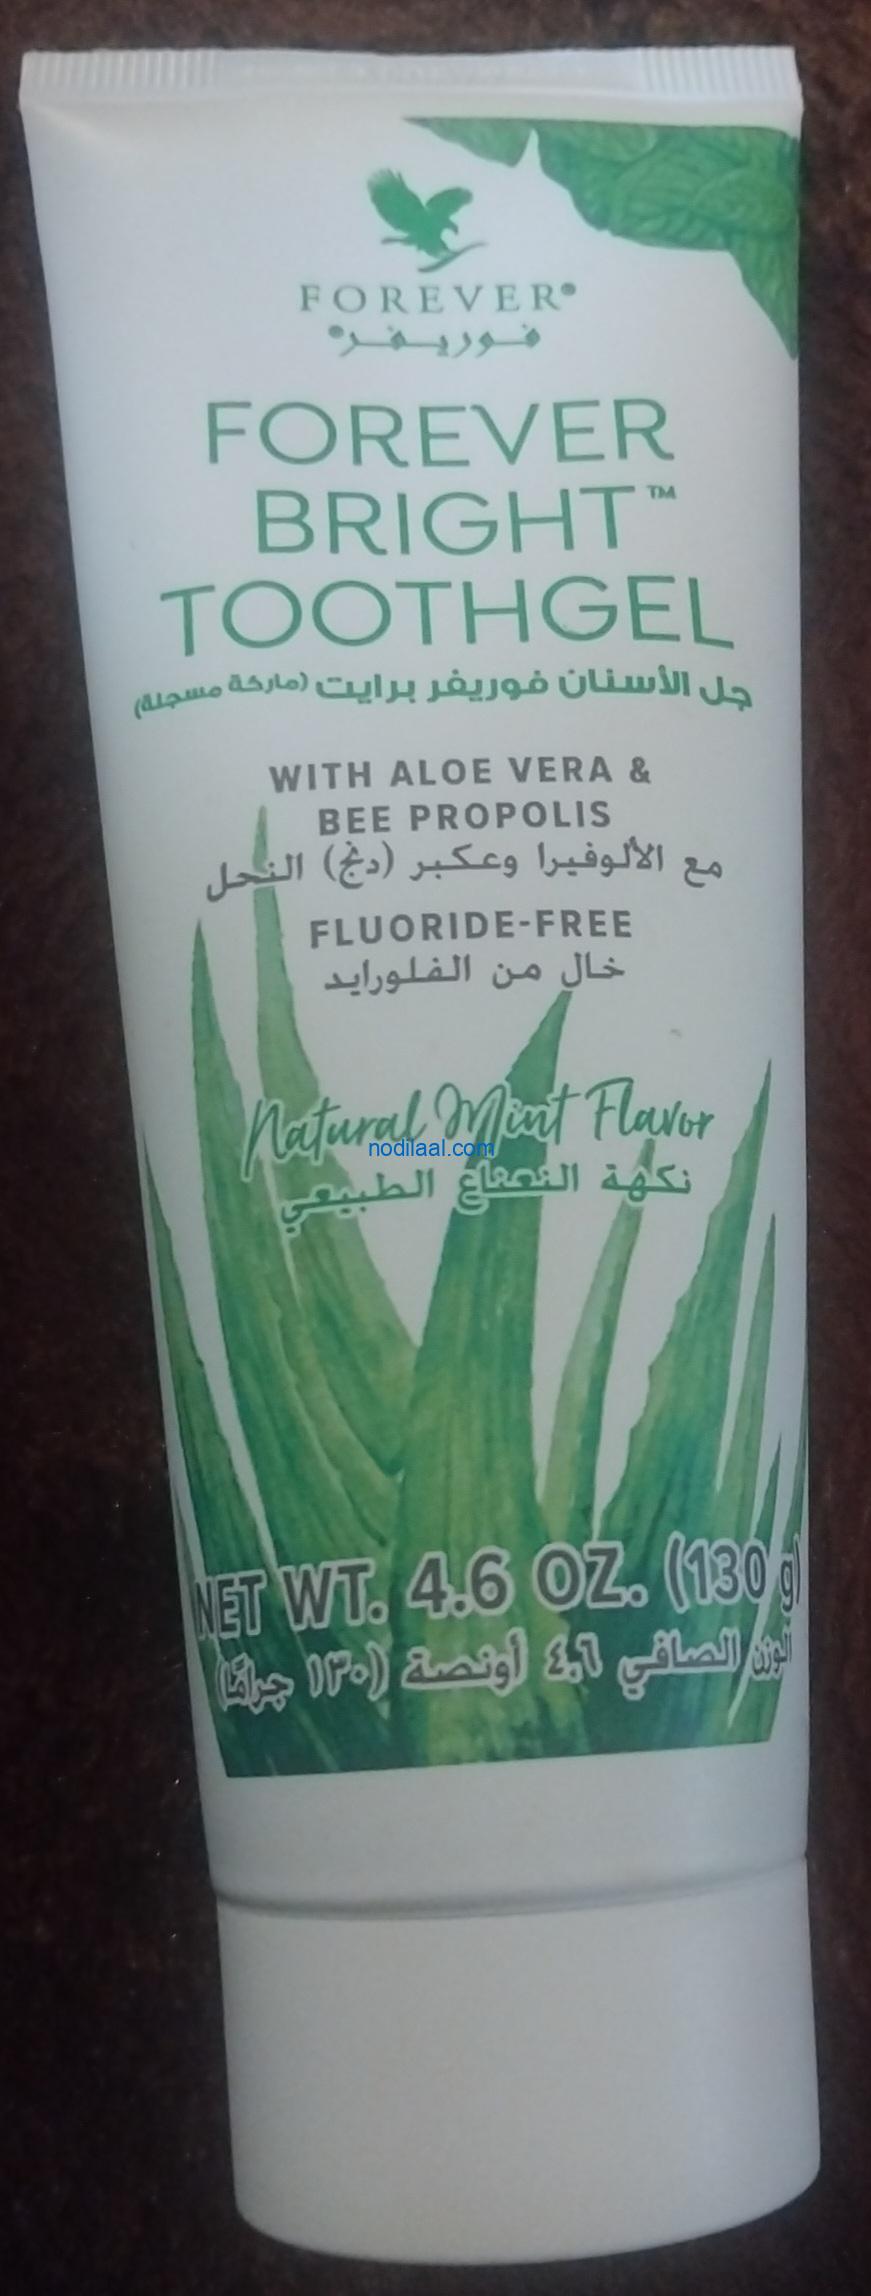 FOREVER®
فوريفر®
FOREVER
BRIGHT™
TOOTHGEL
جل الأسنان فوريفر برايت (ماركة مسجلة)
WITH ALOE VERA &
BEE PROPOLIS
مع الألوفيرا وعكبر (دنج) النحل
FLUORIDE-FREE
خال من الفلورايد
Natural Mint Flavor
nodilaal.com
نكهة النعناع الطبيعي
NET WT. 4.6 OZ. (130 g)
الوزن الصافي ٤.٦ أونصة (١٣٠ جرامًا)